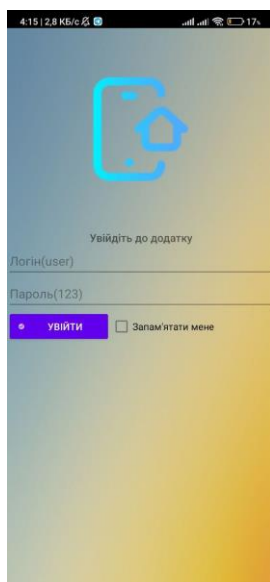 4:15 | 2,8 КБ/с 17%
Увійдіть до додатку
Логін(user)
Пароль(123)
УВІЙТИ
Запам'ятати мене